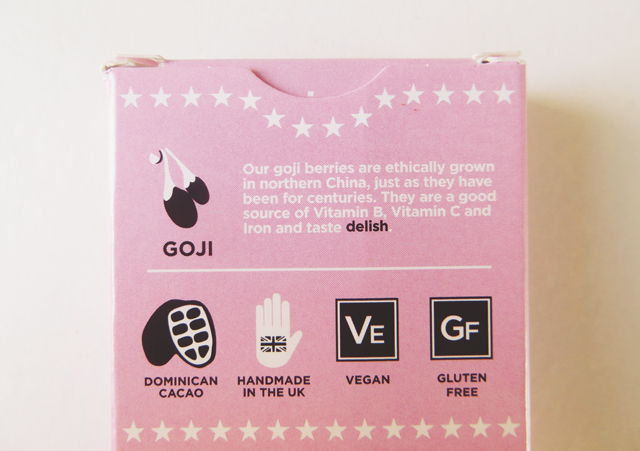 Our goji berries are ethically grown
in northern China, just as they have
been for centuries. They are a good
source of Vitamin B, Vitamin C and
Iron and taste delish.
GOJI
VE
GF
DOMINICAN
CACAO
HANDMADE
IN THE UK
VEGAN
GLUTEN
FREE